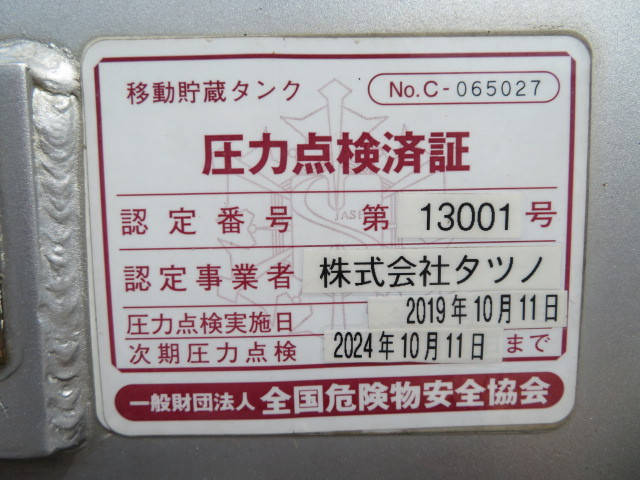 移動貯蔵タンク No.C-065027
圧力点検済証
認定番号 第 13001 号
認定事業者 株式会社タツノ
圧力点検実施日 2019年10月11日
次期圧力点検 2024年10月11日 まで
一般財団法人 全国危険物安全協会